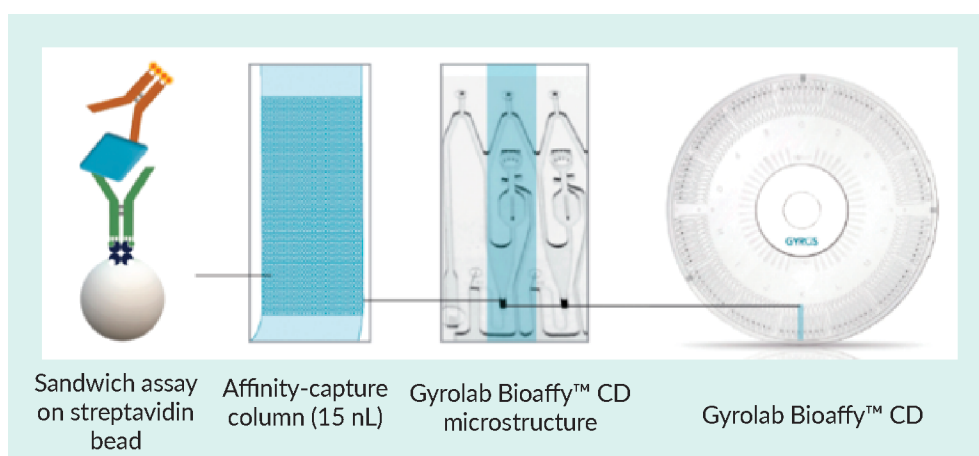 GYROS
Sandwich assay
on streptavidin
bead
Affinity-capture
column (15 nL)
Gyrolab Bioaffy™ CD
microstructure
Gyrolab Bioaffy™ CD